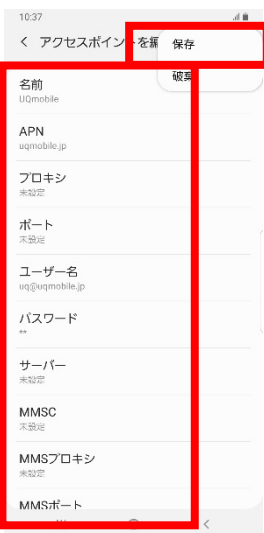 10:37
アクセスポイントを編
保存
破棄
名前
UQmobile
APN
uqmobile.jp
プロキシ
未設定
ポート
未設定
ユーザー名
uq@uqmobile.jp
パスワード
**
サーバー
未設定
MMSC
未設定
MMSプロキシ
未設定
MMSポート